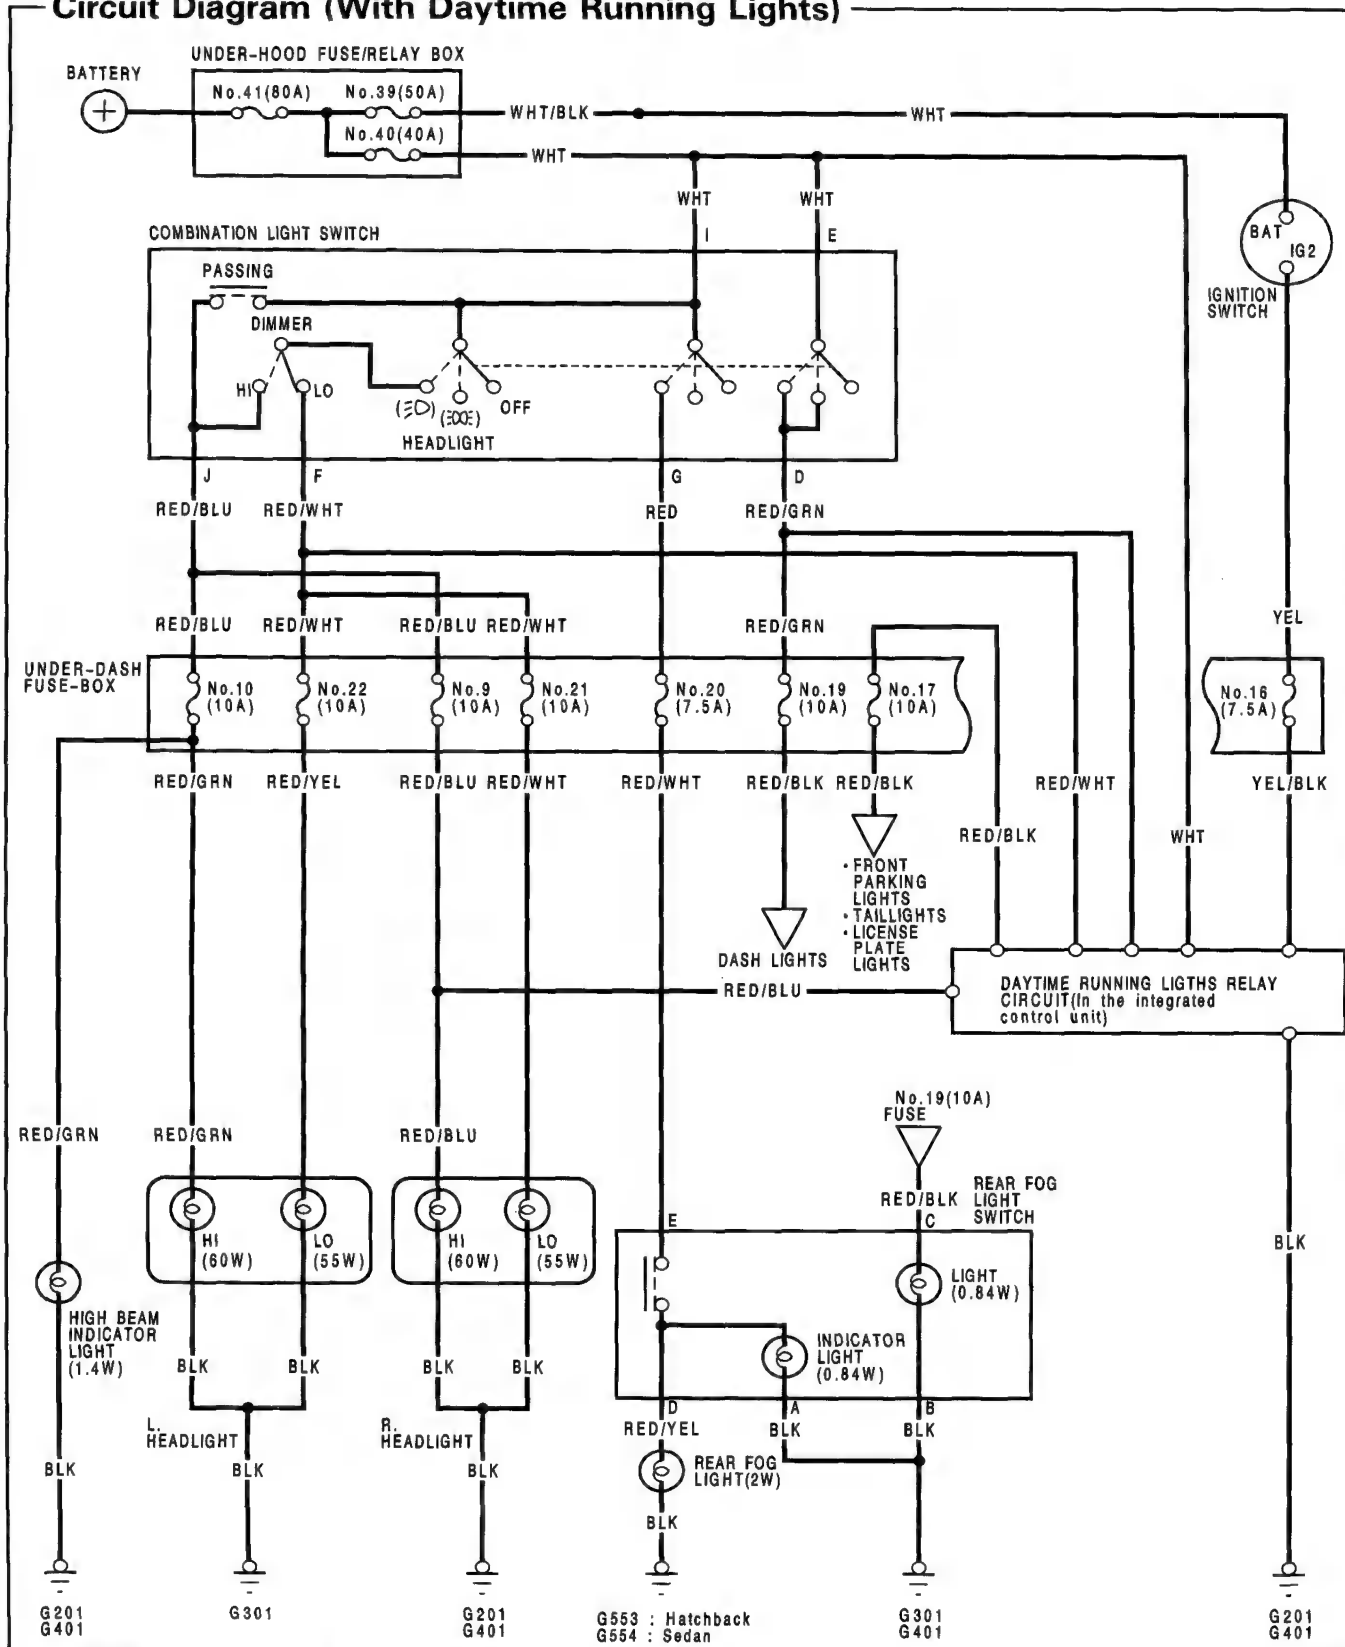 Circuit Diagram (With Daytime Running Lights)
UNDER-HOOD FUSE/RELAY BOX
BATTERY
No.41(80A) No.39(50A)
WHT/BLK
WHT
No.40(40A)
WHT
WHT
WHT
COMBINATION LIGHT SWITCH
I
E
BAT
IG2
IGNITION
SWITCH
PASSING
DIMMER
HI
LO
OFF
HEADLIGHT
J
F
G
D
RED/BLU
RED/WHT
RED
RED/GRN
YEL
RED/BLU
RED/WHT
RED/BLU
RED/WHT
RED/GRN
UNDER-DASH
FUSE-BOX
No.10
(10A)
No.22
(10A)
No.9
(10A)
No.21
(10A)
No.20
(7.5A)
No.19
(10A)
No.17
(10A)
No.16
(7.5A)
RED/GRN
RED/YEL
RED/BLU
RED/WHT
RED/WHT
RED/BLK
RED/BLK
RED/WHT
YEL/BLK
RED/BLK
WHT
• FRONT
PARKING
LIGHTS
• TAILLIGHTS
• LICENSE
PLATE
LIGHTS
DASH LIGHTS
RED/BLU
DAYTIME RUNNING LIGTHS RELAY
CIRCUIT(In the integrated
control unit)
No.19(10A)
FUSE
RED/GRN
RED/GRN
RED/BLU
RED/BLK
REAR FOG
LIGHT
SWITCH
E
C
HI
(60W)
LO
(55W)
HI
(60W)
LO
(55W)
BLK
LIGHT
(0.84W)
HIGH BEAM
INDICATOR
LIGHT
(1.4W)
INDICATOR
LIGHT
(0.84W)
BLK
BLK
BLK
BLK
D
A
B
L.
HEADLIGHT
R.
HEADLIGHT
RED/YEL
BLK
BLK
BLK
BLK
BLK
REAR FOG
LIGHT(2W)
BLK
G201
G401
G301
G201
G401
G553 : Hatchback
G554 : Sedan
G301
G401
G201
G401